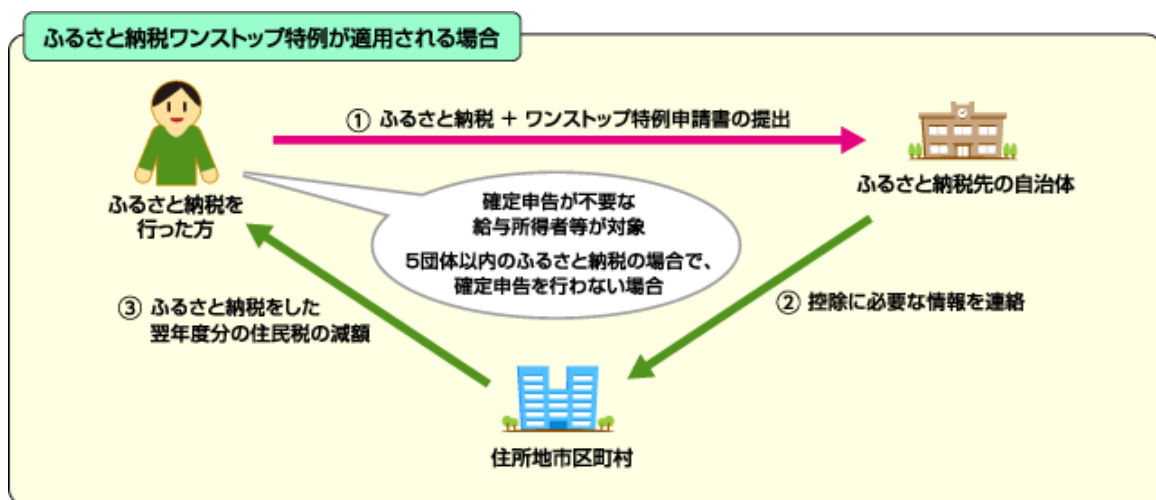 ふるさと納税ワンストップ特例が適用される場合
① ふるさと納税 + ワンストップ特例申請書の提出
ふるさと納税を
行った方
ふるさと納税先の自治体
確定申告が不要な
給与所得者等が対象
5団体以内のふるさと納税の場合で、
確定申告を行わない場合
② 控除に必要な情報を連絡
③ ふるさと納税をした
翌年度分の住民税の減額
住所地市区町村